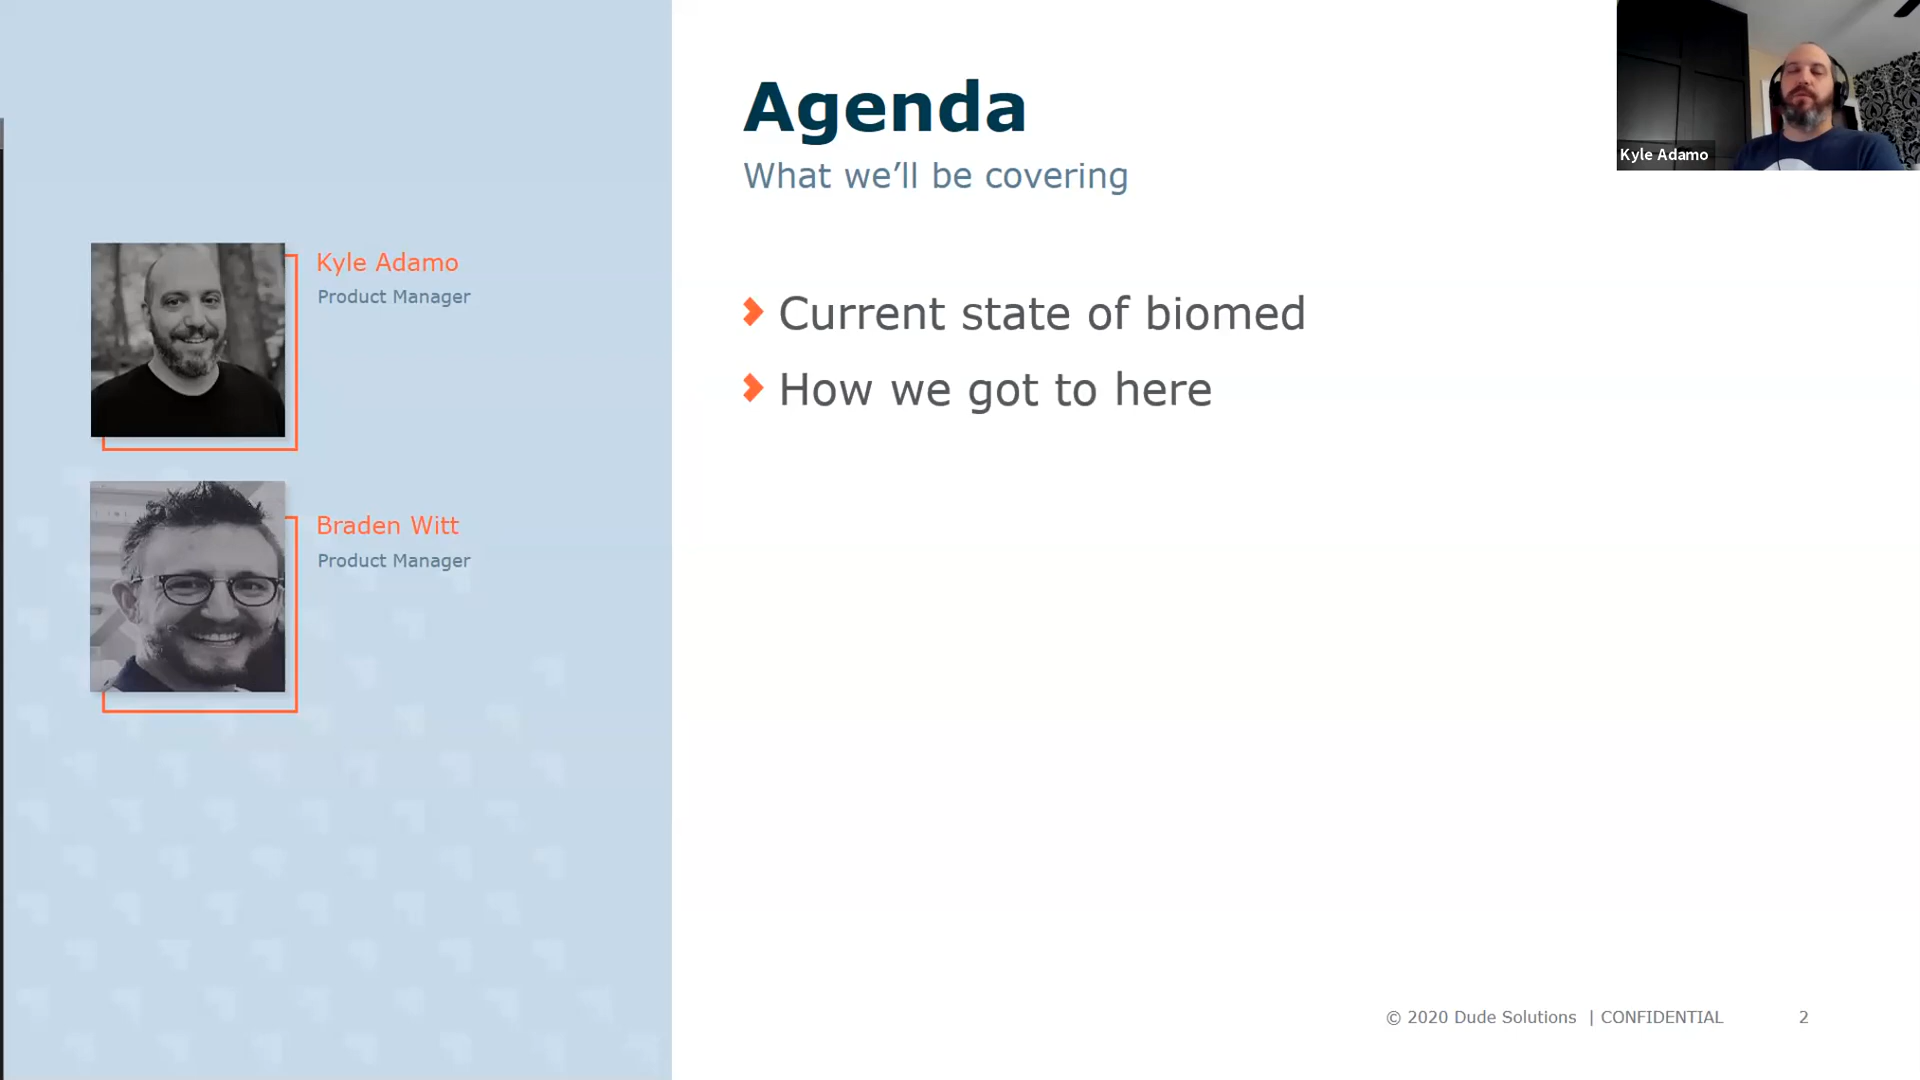 Agenda
What we’ll be covering
Kyle Adamo
Kyle Adamo
Product Manager
Braden Witt
Product Manager
Current state of biomed
How we got to here
© 2020 Dude Solutions | CONFIDENTIAL 2